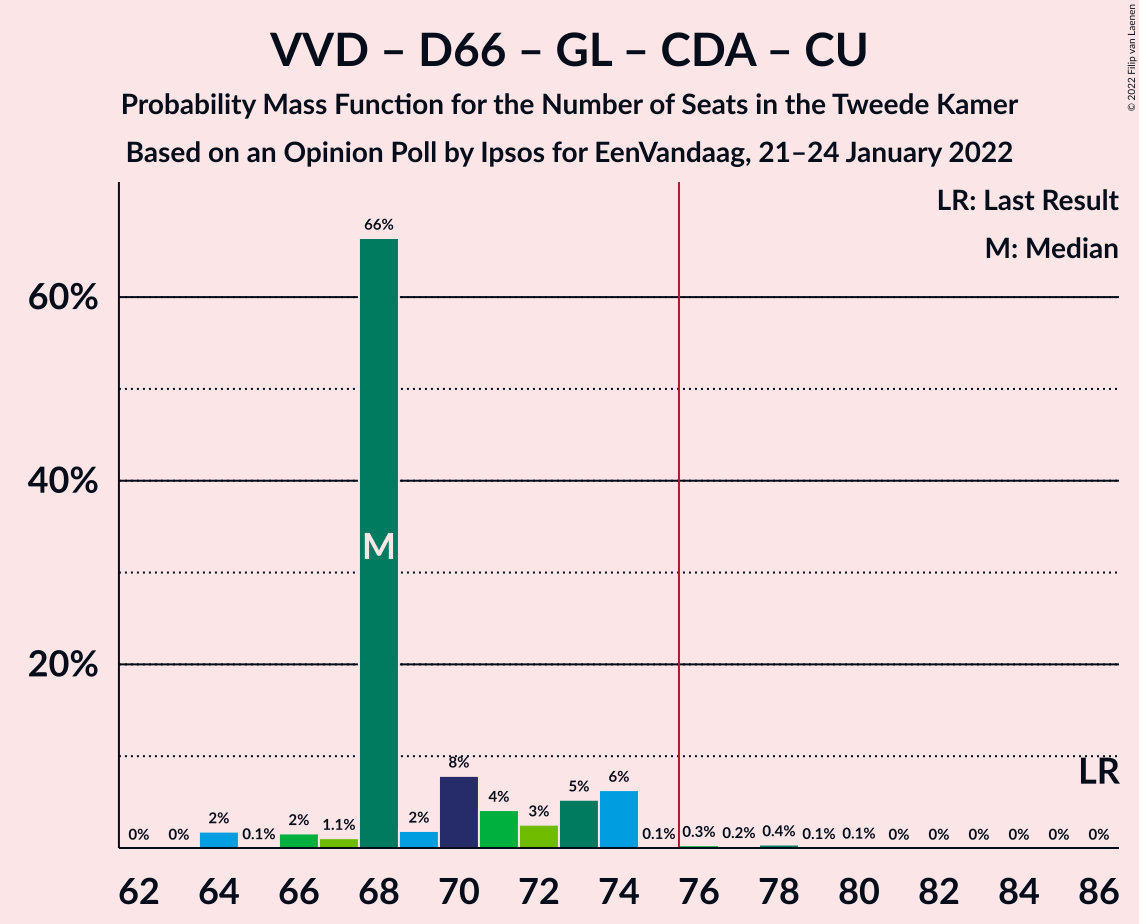 VVD – D66 – GL – CDA – CU
Probability Mass Function for the Number of Seats in the Tweede Kamer
Based on an Opinion Poll by Ipsos for EenVandaag, 21–24 January 2022
© 2022 Filip van Laenen
LR: Last Result
M: Median
60%
40%
20%
0% 0% 2% 0.1% 2% 1.1% 66% 2% 8% 4% 3% 5% 6% 0.1% 0.3% 0.2% 0.4% 0.1% 0.1% 0% 0% 0% 0% 0% 0%
M
LR
62 64 66 68 70 72 74 76 78 80 82 84 86